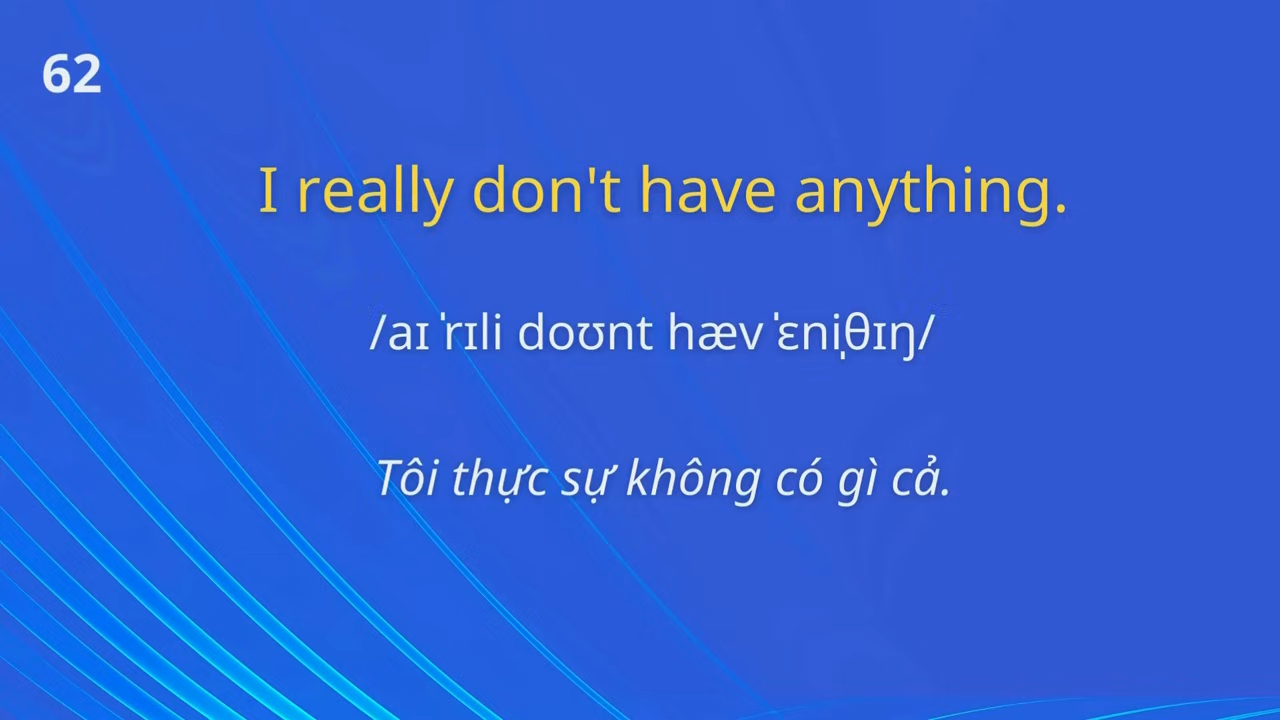 62
I really don't have anything.
/aɪ ˈrɪli doʊnt hæv ˈɛniˌθɪŋ/
Tôi thực sự không có gì cả.